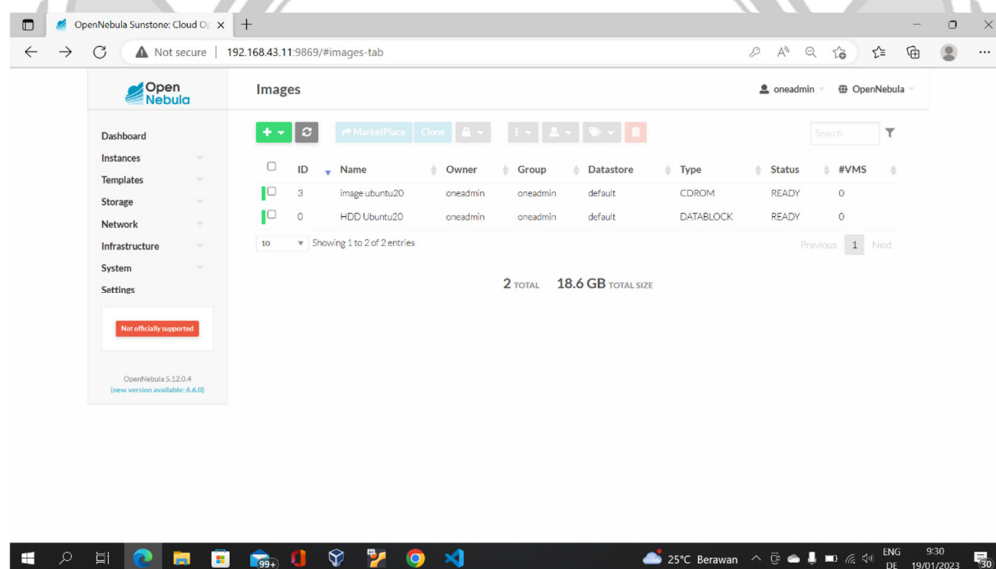 OpenNebula Sunstone: Cloud Op
Not secure | 192.168.43.11:9869/#images-tab
Open Nebula
Images
oneadmin
OpenNebula
Dashboard
Instances
Templates
Storage
Network
Infrastructure
System
Settings
Not officially supported
OpenNebula 5.12.0.4
(new version available: 6.6.0)
MarketPlace Clone
Search
ID Name Owner Group Datastore Type Status #VMS
3 image ubuntu20 oneadmin oneadmin default CDROM READY 0
0 HDD Ubuntu20 oneadmin oneadmin default DATABLOCK READY 0
10 Showing 1 to 2 of 2 entries
Previous 1 Next
2 TOTAL 18.6 GB TOTAL SIZE
99+
25°C Berawan
ENG
DE
9:30
19/01/2023
30